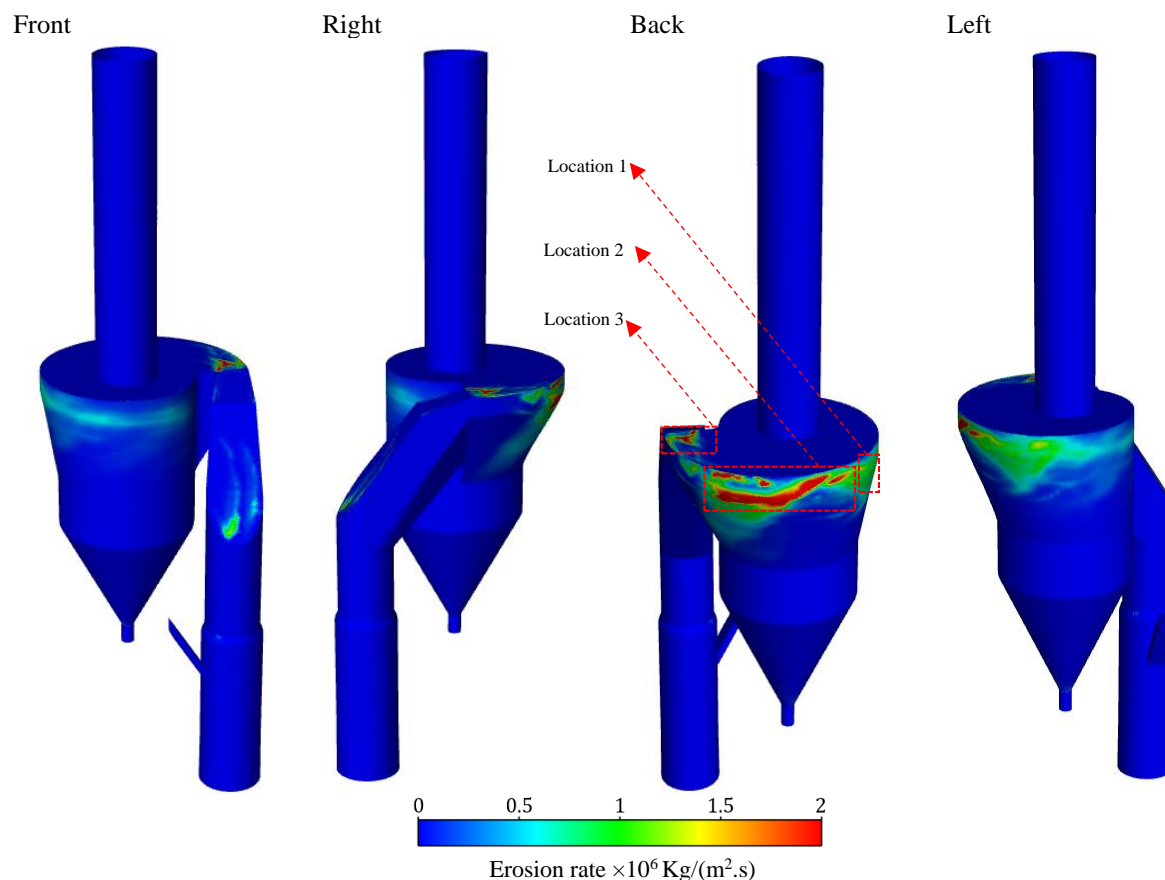 Front Right Back Left
Location 1
Location 2
Location 3
0 0.5 1 1.5 2
Erosion rate ×10⁶ Kg/(m².s)